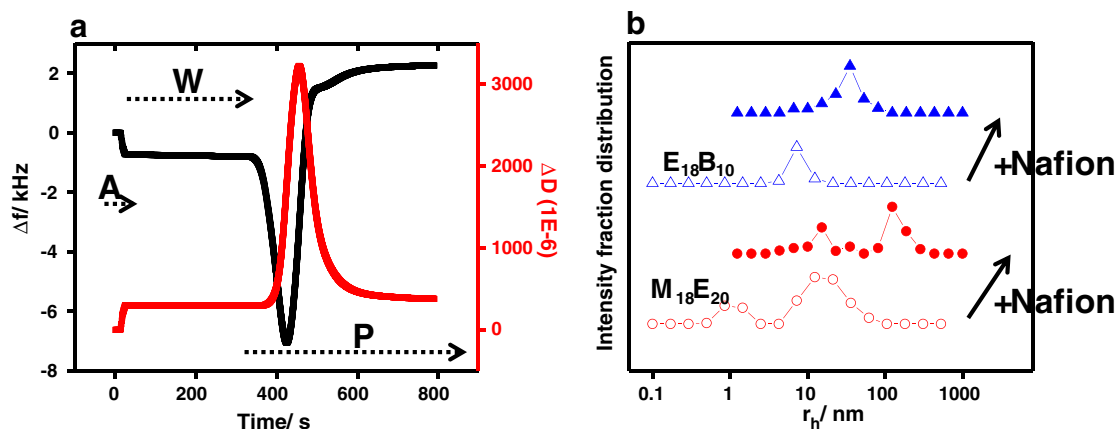 a
W
A
P
2
0
-2
-4
-6
-8
Δf/ kHz
0
200
400
600
800
Time/ s
3000
2000
1000
0
ΔD (1E-6)
b
Intensity fraction distribution
E18B10
+Nafion
M18E20
+Nafion
0.1
1
10
100
1000
rh/ nm